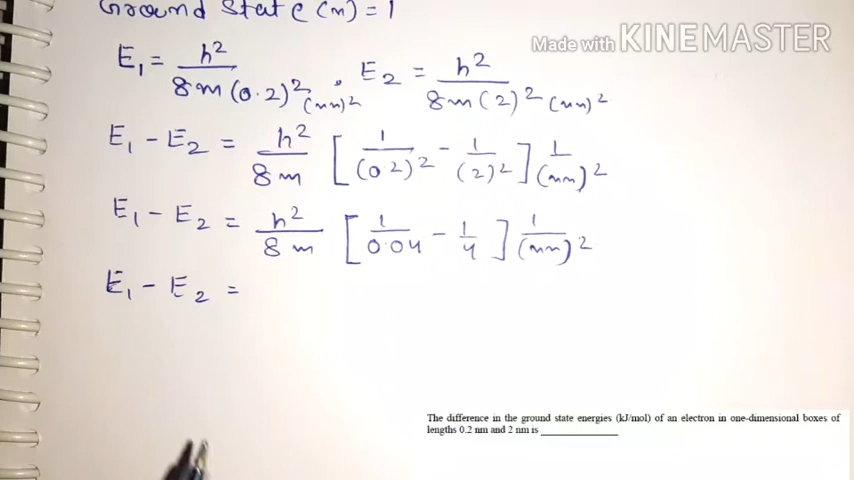 Ground State (n) = 1
Made with KINEMASTER
E₁ = h² / 8m(0.2)² (nm)² , E₂ = h² / 8m(2)² (nm)²
E₁ - E₂ = h² / 8m [ 1 / (0.2)² - 1 / (2)² ] 1 / (nm)²
E₁ - E₂ = h² / 8m [ 1 / 0.04 - 1 / 4 ] 1 / (nm)²
E₁ - E₂ =
The difference in the ground state energies (kJ/mol) of an electron in one-dimensional boxes of
lengths 0.2 nm and 2 nm is ________________